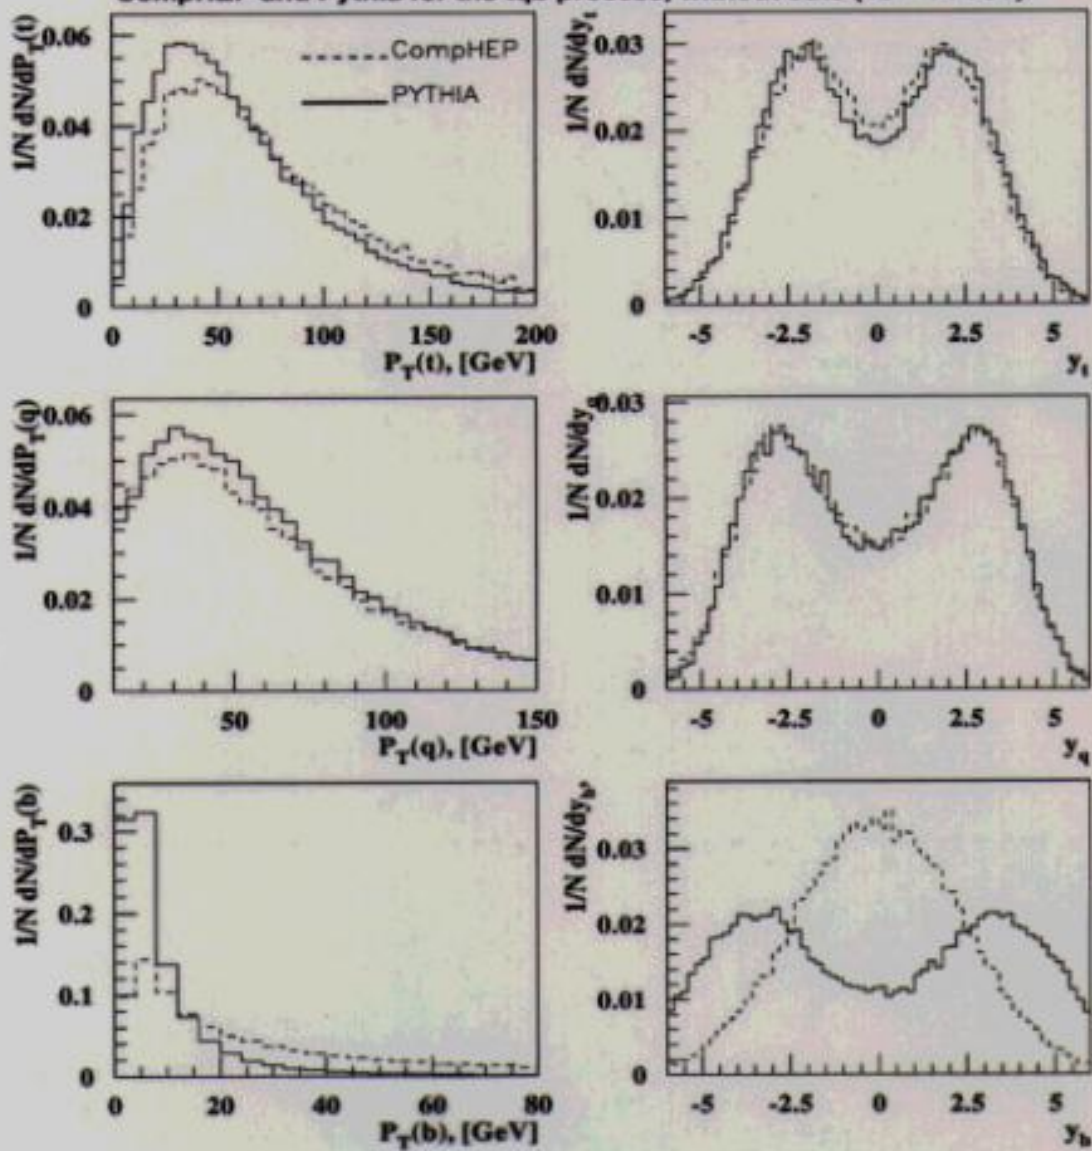 1/N dN/dP_T(t)
0.06
0.04
0.02
0
CompHEP
PYTHIA
0 50 100 150 200
P_T(t), [GeV]
1/N dN/dy_t
0.03
0.02
0.01
0
-5 -2.5 0 2.5 5
y_t
1/N dN/dP_T(q)
0.06
0.04
0.02
0
50 100 150
P_T(q), [GeV]
1/N dN/dy_q
0.03
0.02
0.01
0
-5 -2.5 0 2.5 5
y_q
1/N dN/dP_T(b)
0.3
0.2
0.1
0
0 20 40 60 80
P_T(b), [GeV]
1/N dN/dy_b,
0.03
0.02
0.01
0
-5 -2.5 0 2.5 5
y_b